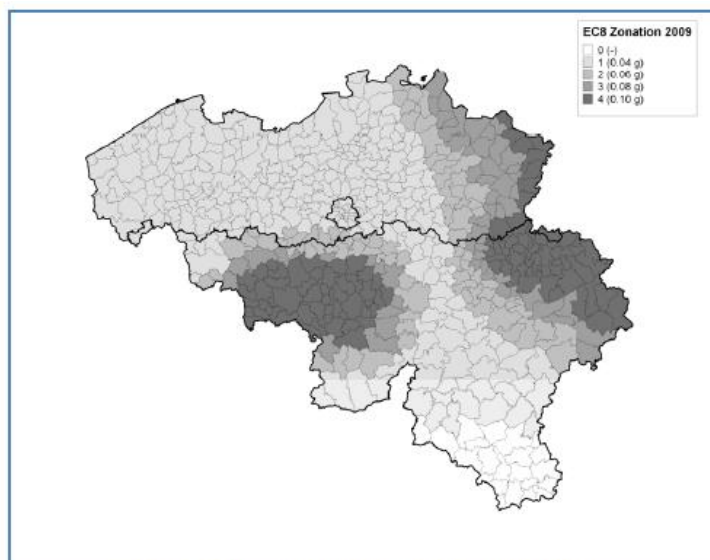 EC8 Zonation 2009
0 (-)
1 (0.04 g)
2 (0.06 g)
3 (0.08 g)
4 (0.10 g)